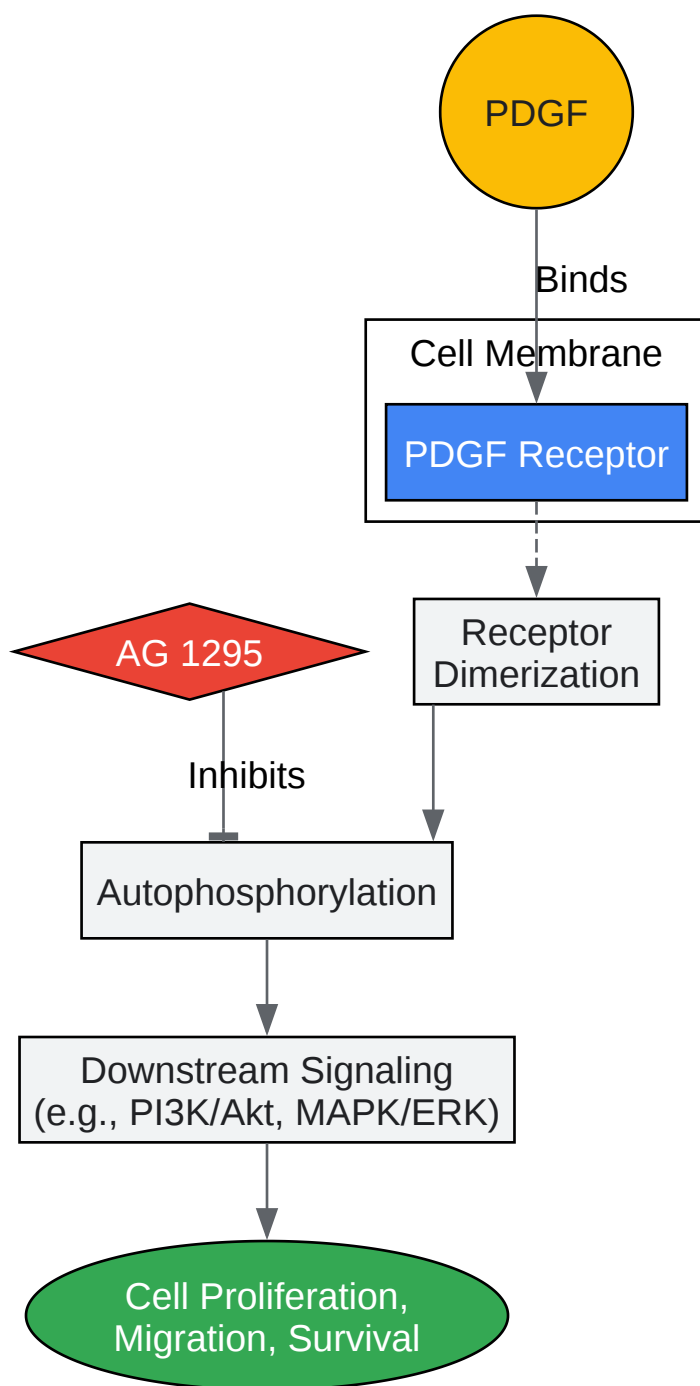 PDGF
Binds
Cell Membrane
PDGF Receptor
Receptor
Dimerization
AG 1295
Inhibits
Autophosphorylation
Downstream Signaling
(e.g., PI3K/Akt, MAPK/ERK)
Cell Proliferation,
Migration, Survival